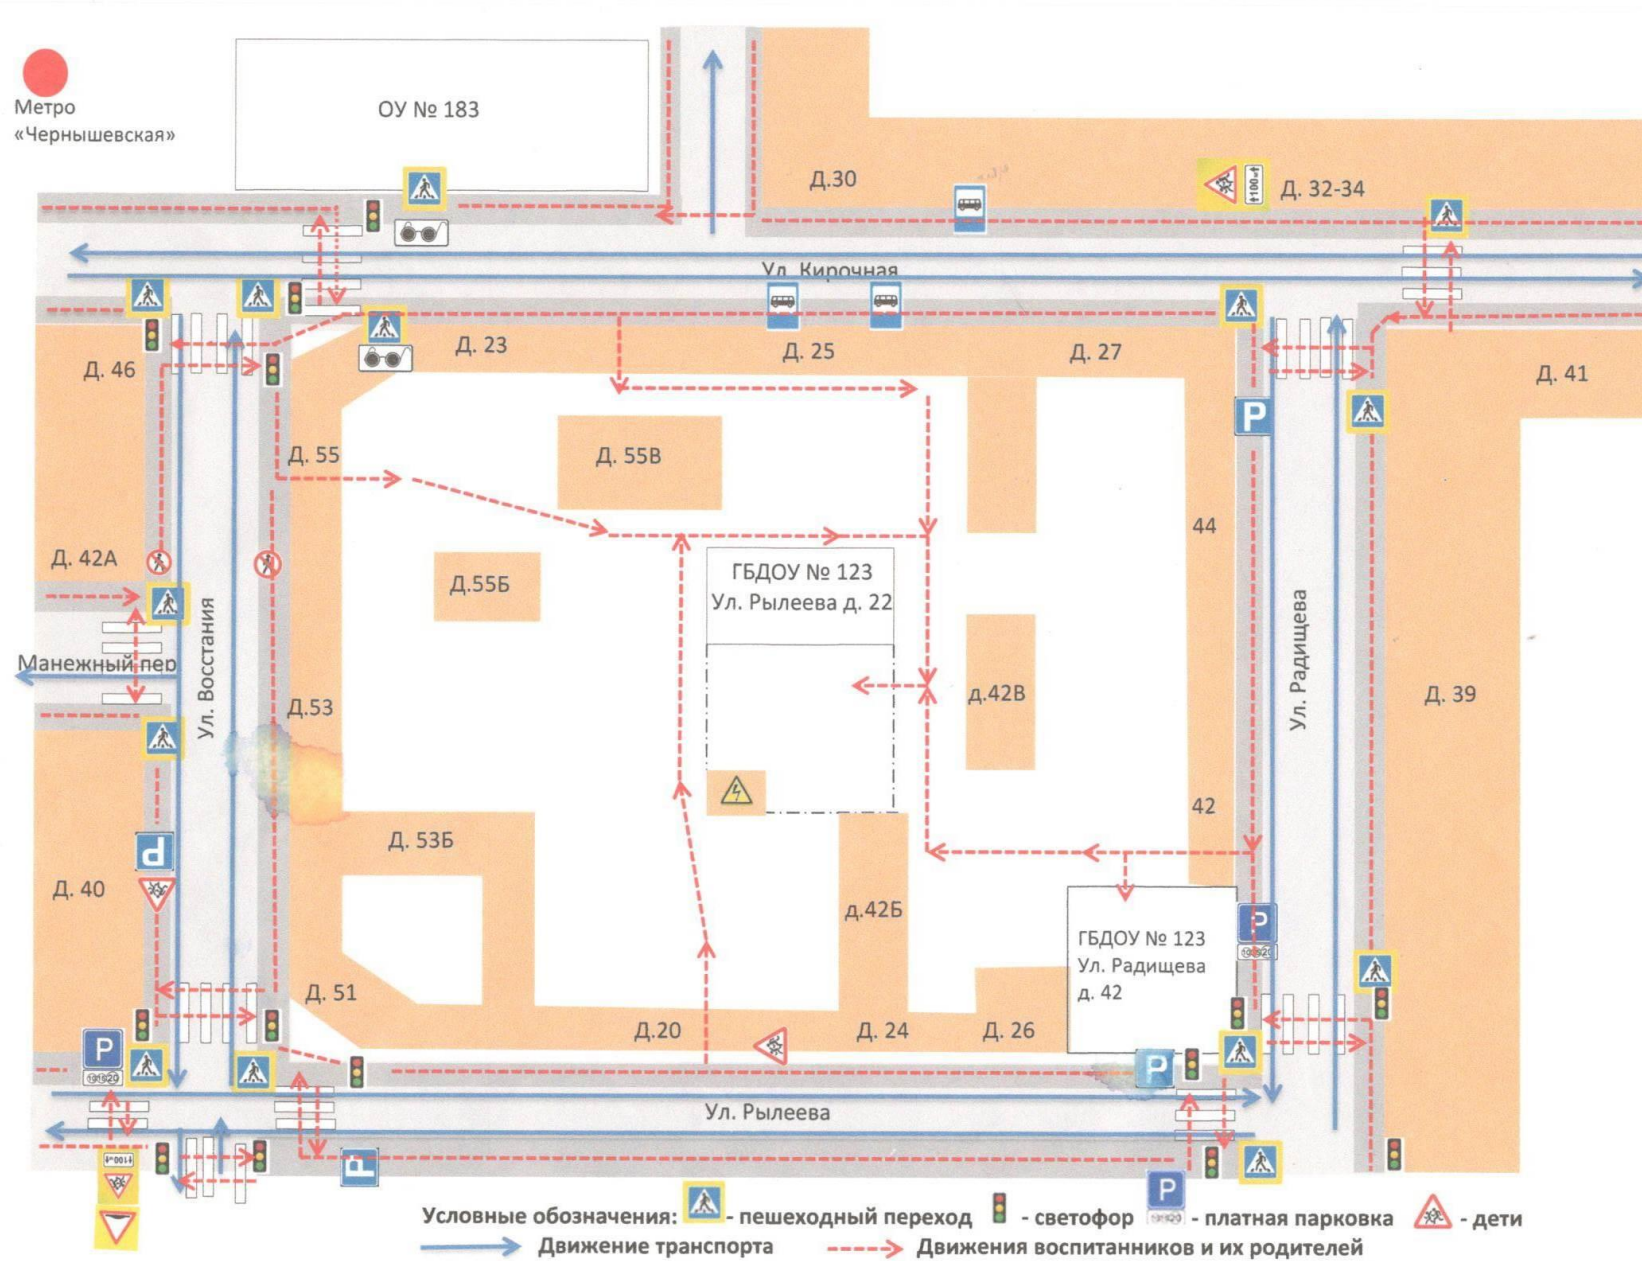 Метро
«Чернышевская»
ОУ № 183
Д.30
Д. 32-34
Ул. Кирочная
Д. 46
Д. 23
Д. 25
Д. 27
Д. 41
Р
Д. 55
Д. 55В
44
Д. 42А
Д.55Б
ГБДОУ № 123
Ул. Рылеева д. 22
Ул. Восстания
Манежный пер
Ул. Радищева
Д.53
д.42В
Д. 39
42
Д. 53Б
Р
Д. 40
д.42Б
Р
ГБДОУ № 123
Ул. Радищева
д. 42
Д. 51
Д.20
Д. 24
Д. 26
Р
Р
Ул. Рылеева
Р
Р
Условные обозначения: - пешеходный переход - светофор - платная парковка - дети
Движение транспорта Движения воспитанников и их родителей